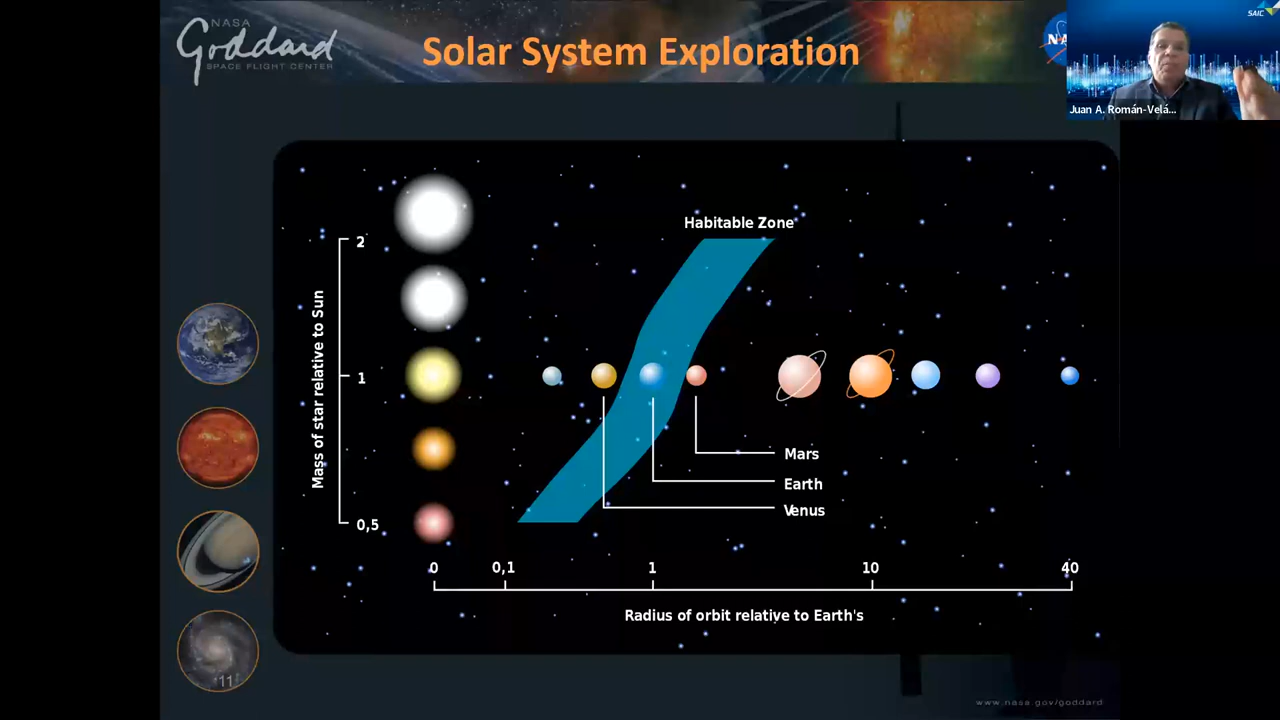 NASA
Goddard
SPACE FLIGHT CENTER
Solar System Exploration
NA
SAIC
Juan A. Román-Velá...
Habitable Zone
Mass of star relative to Sun
2
1
0,5
Mars
Earth
Venus
0 0,1 1 10 40
Radius of orbit relative to Earth's
'11
www.nasa.gov/goddard